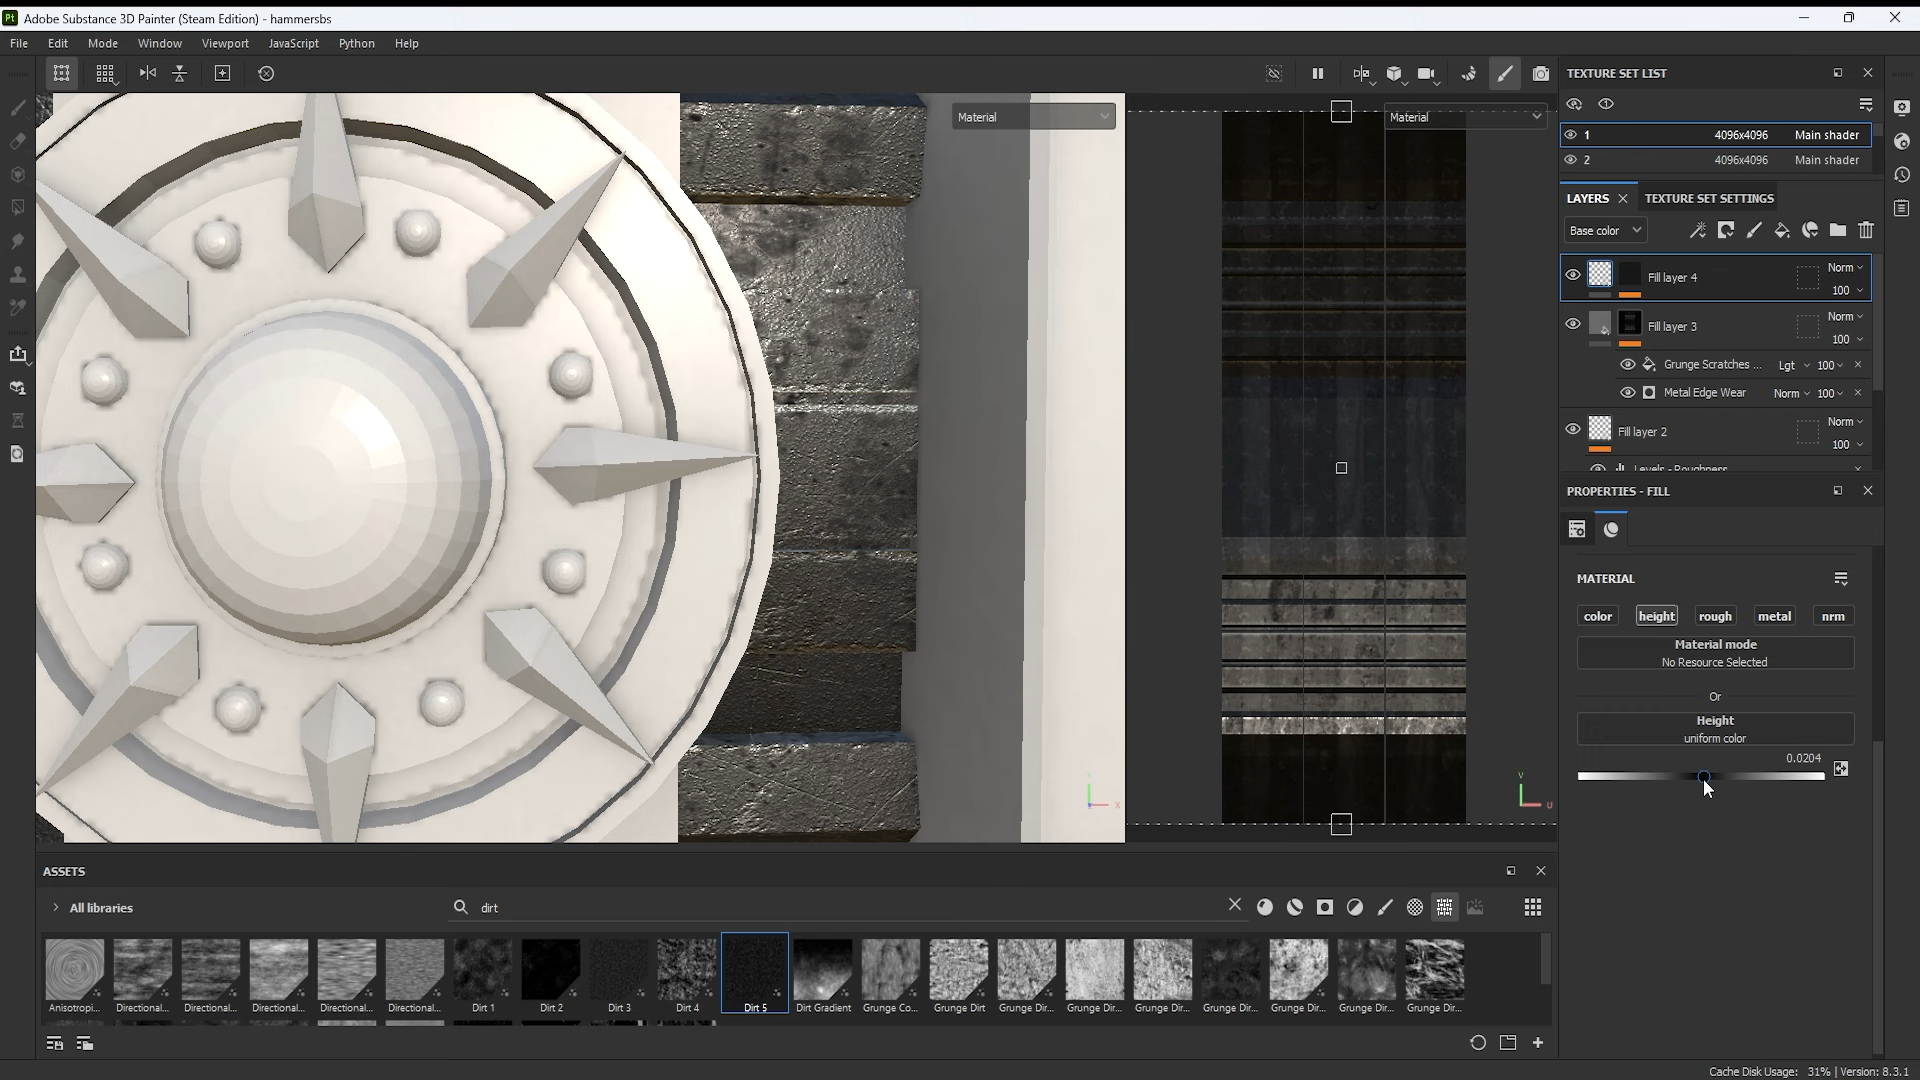 Pt Adobe Substance 3D Painter (Steam Edition) - hammersbs
File Edit Mode Window Viewport JavaScript Python Help
TEXTURE SET LIST
Material
Material
1 4096x4096 Main shader
2 4096x4096 Main shader
LAYERS TEXTURE SET SETTINGS
Base color
Fill layer 4 Norm 100
Fill layer 3 Norm 100
Grunge Scratches ... Lgt 100
Metal Edge Wear Norm 100
Fill layer 2 Norm 100
Levels - Roughness
PROPERTIES - FILL
MATERIAL
color height rough metal nrm
Material mode
No Resource Selected
Or
Height
uniform color
0.0204
Y
X
V
U
ASSETS
All libraries
dirt
Anisotropi... Directional... Directional... Directional... Directional... Directional... Dirt 1 Dirt 2 Dirt 3 Dirt 4 Dirt 5 Dirt Gradient Grunge Co... Grunge Dirt Grunge Dir... Grunge Dir... Grunge Dir... Grunge Dir... Grunge Dir... Grunge Dir... Grunge Dir...
Cache Disk Usage: 31% | Version: 8.3.1